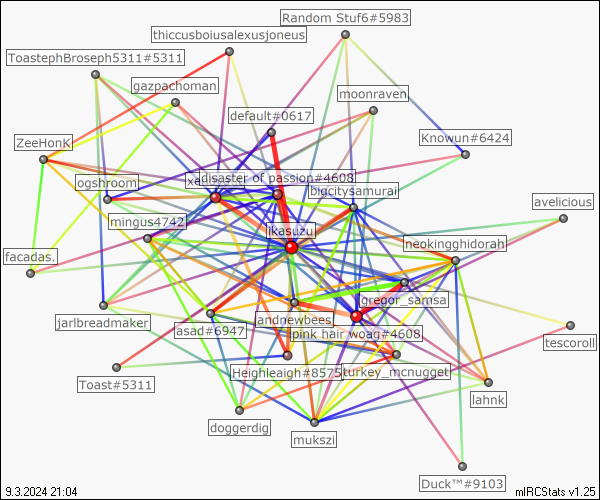 Random Stuf6#5983
thiccusboiusalexusjoneus
ToastephBroseph5311#5311
gazpachoman
moonraven
default#0617
Knowun#6424
ZeeHonK
disaster of passion#4608
ogshroom
bigcitysamurai
avelicious
mingus4742
jikasuzu
neokingghidorah
facadas.
gregor_samsa
jarlbreadmaker
andnewbees
asad#6947
pink hair woag#4608
tescoroll
Toast#5311
Heighleaigh#8575
turkey_mcnugget
lahnk
doggerdig
mukszi
Duck™#9103
9.3.2024 21:04
mIRCStats v1.25